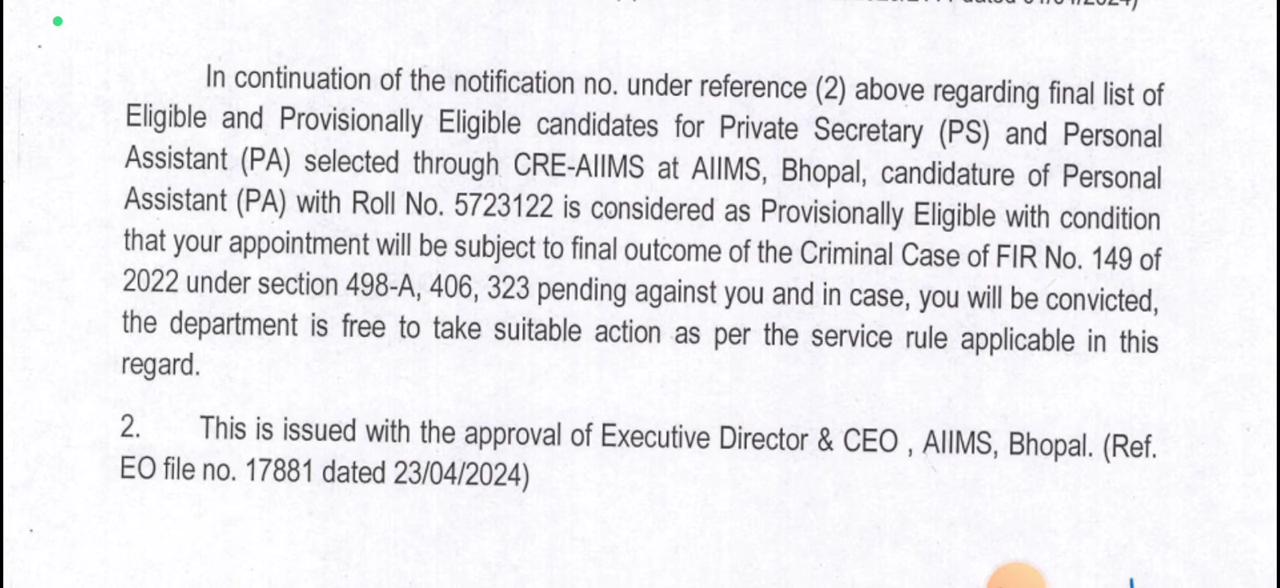 In continuation of the notification no. under reference (2) above regarding final list of
Eligible and Provisionally Eligible candidates for Private Secretary (PS) and Personal
Assistant (PA) selected through CRE-AIIMS at AIIMS, Bhopal, candidature of Personal
Assistant (PA) with Roll No. 5723122 is considered as Provisionally Eligible with condition
that your appointment will be subject to final outcome of the Criminal Case of FIR No. 149 of
2022 under section 498-A, 406, 323 pending against you and in case, you will be convicted,
the department is free to take suitable action as per the service rule applicable in this
regard.
2. This is issued with the approval of Executive Director & CEO , AIIMS, Bhopal. (Ref.
EO file no. 17881 dated 23/04/2024)